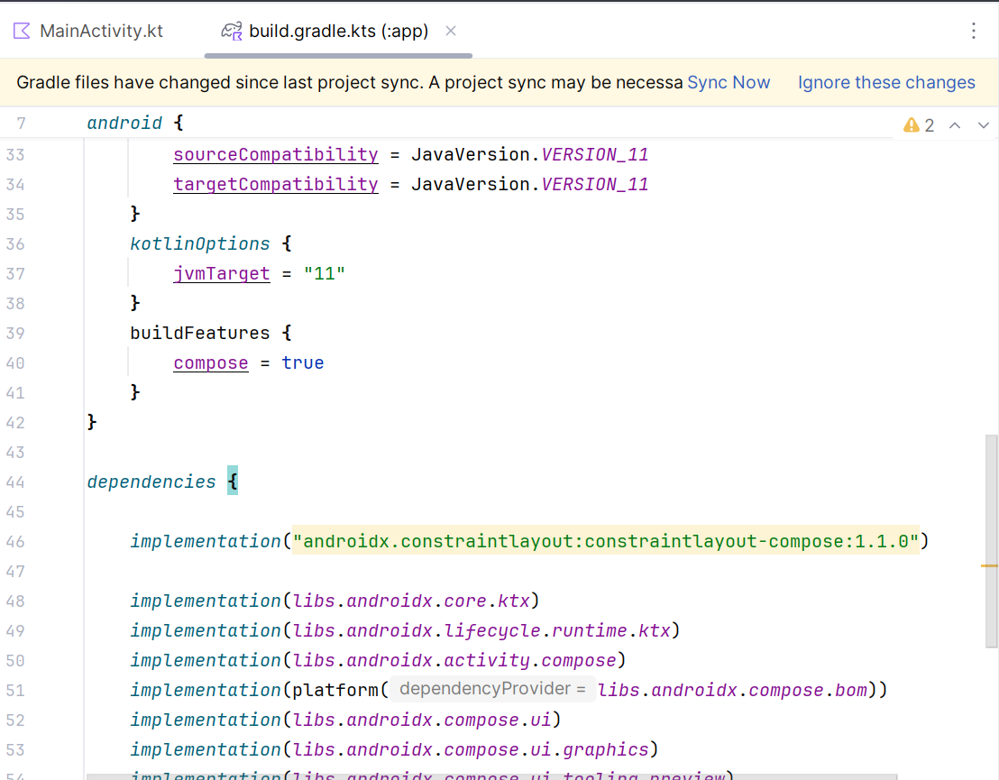 MainActivity.kt
build.gradle.kts (:app)
Gradle files have changed since last project sync. A project sync may be necessa Sync Now Ignore these changes
7 android {
2
33 sourceCompatibility = JavaVersion.VERSION_11
34 targetCompatibility = JavaVersion.VERSION_11
35 }
36 kotlinOptions {
37 jvmTarget = "11"
38 }
39 buildFeatures {
40 compose = true
41 }
42 }
43
44 dependencies {
45
46 implementation("androidx.constraintlayout:constraintlayout-compose:1.1.0")
47
48 implementation(libs.androidx.core.ktx)
49 implementation(libs.androidx.lifecycle.runtime.ktx)
50 implementation(libs.androidx.activity.compose)
51 implementation(platform( dependencyProvider = libs.androidx.compose.bom))
52 implementation(libs.androidx.compose.ui)
53 implementation(libs.androidx.compose.ui.graphics)
54 implementation(libs.androidx.compose.ui.tooling.preview)